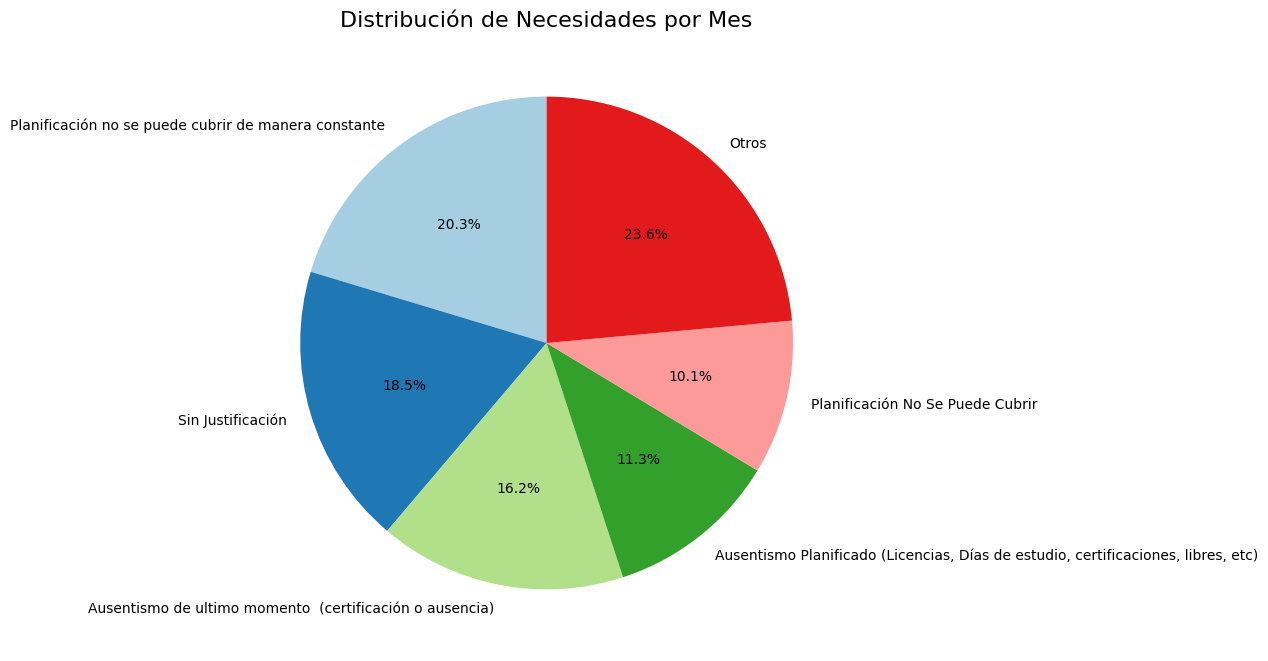 Distribución de Necesidades por Mes
Planificación no se puede cubrir de manera constante
Otros
20.3%
23.6%
10.1%
18.5%
Planificación No Se Puede Cubrir
Sin Justificación
11.3%
16.2%
Ausentismo Planificado (Licencias, Días de estudio, certificaciones, libres, etc)
Ausentismo de ultimo momento  (certificación o ausencia)